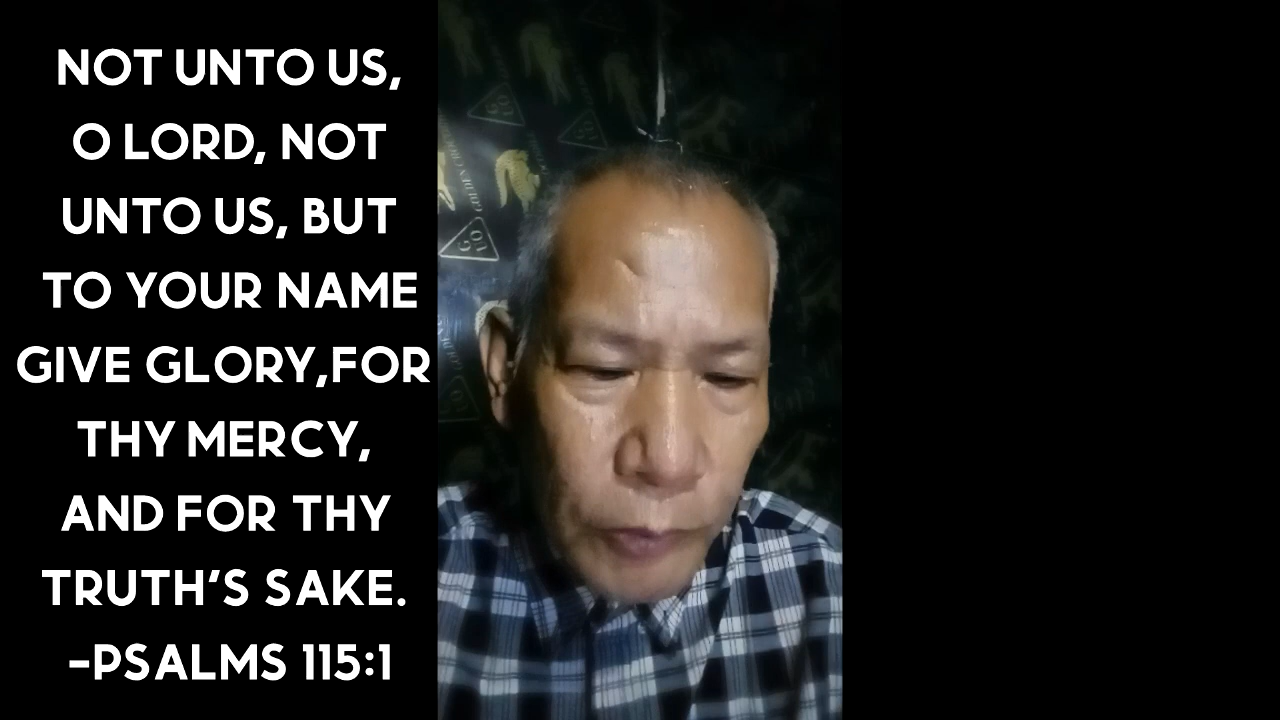 NOT UNTO US,
O LORD, NOT
UNTO US, BUT
TO YOUR NAME
GIVE GLORY,FOR
THY MERCY,
AND FOR THY
TRUTH'S SAKE.
-PSALMS 115:1